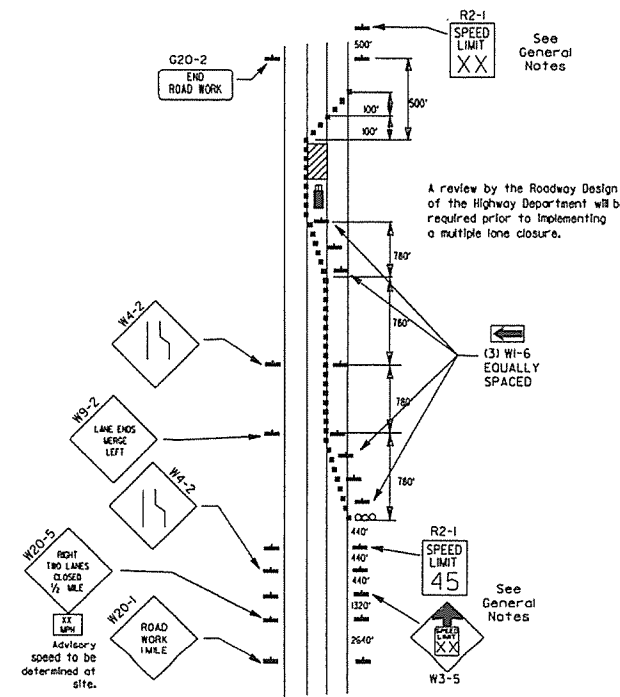 R2-1
SPEED
LIMIT
XX
See
General
Notes
G20-2
END
ROAD WORK
500'
500'
100'
100'
A review by the Roadway Design
of the Highway Department will be
required prior to implementing
a multiple lane closure.
780'
780'
780'
780'
W4-2
(3) W1-6
EQUALLY
SPACED
W9-2
LANE ENDS
MERGE
LEFT
W4-2
W20-5
RIGHT
TWO LANES
CLOSED
1/2 MILE
XX
MPH
Advisory
speed to be
determined at
site.
W20-1
ROAD
WORK
1 MILE
440'
440'
440'
1320'
2640'
R2-1
SPEED
LIMIT
45
See
General
Notes
SPEED
LIMIT
XX
W3-5